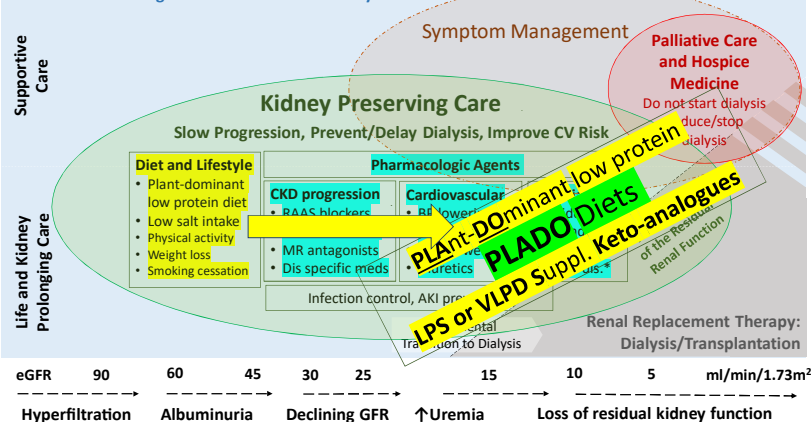 Supportive
Care
Life and Kidney
Prolonging Care
Symptom Management
Palliative Care
and Hospice
Medicine
Do not start dialysis
duce/stop
dialysis
Kidney Preserving Care
Slow Progression, Prevent/Delay Dialysis, Improve CV Risk
Diet and Lifestyle
• Plant-dominant
low protein diet
• Low salt intake
• Physical activity
• Weight loss
• Smoking cessation
Pharmacologic Agents
CKD progression
• RAAS blockers
• MR antagonists
• Dis specific meds
Cardiovascular
• BP lowering
Infection control, AKI pre
PLAnt-DOminant low protein
PLADO Diets
LPS or VLPD Suppl. Keto-analogues
of the Residual
Renal Function
Transition to Dialysis
Renal Replacement Therapy:
Dialysis/Transplantation
eGFR 90 60 45 30 25 15 10 5 ml/min/1.73m²
Hyperfiltration Albuminuria Declining GFR ↑Uremia Loss of residual kidney function